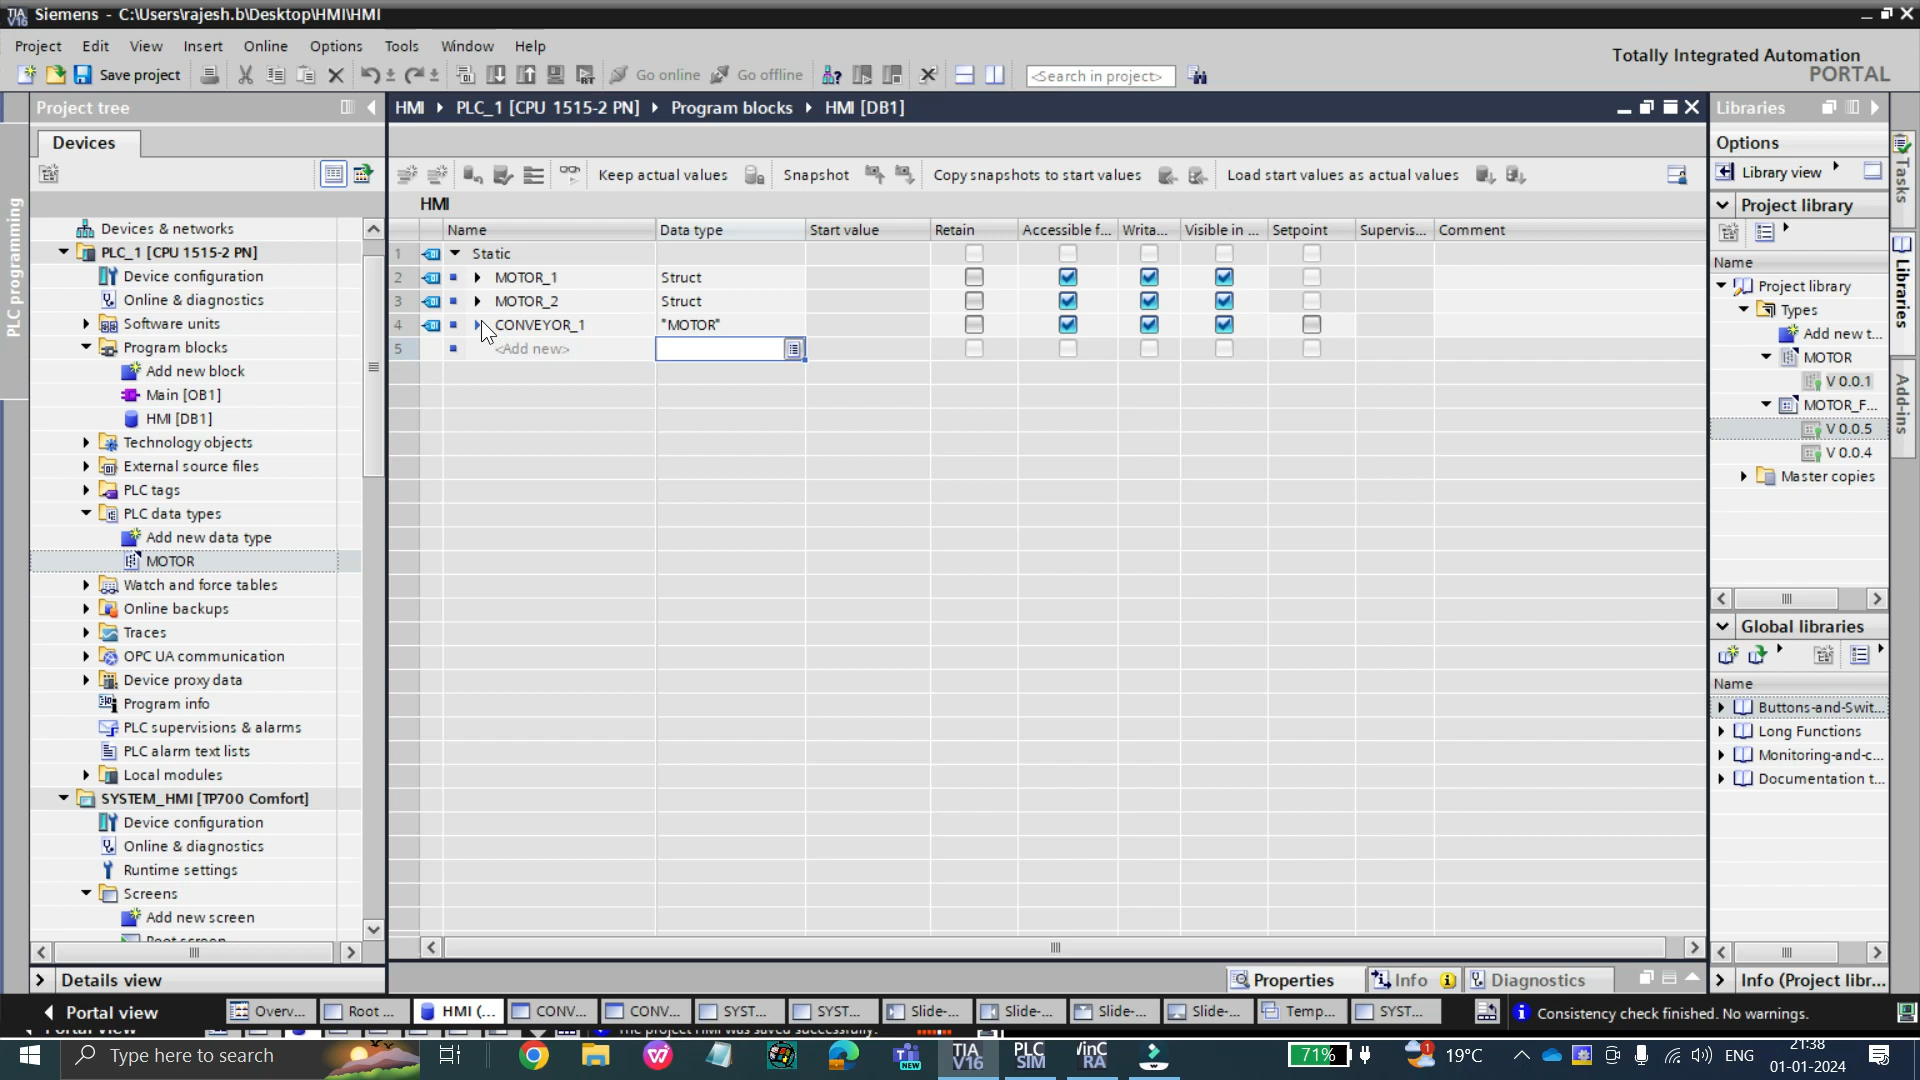 Siemens - C:\Users\rajesh.b\Desktop\HMI\HMI
Project Edit View Insert Online Options Tools Window Help
Totally Integrated Automation
PORTAL
Save project
Go online
Go offline
<Search in project>
Project tree
HMI PLC_1 [CPU 1515-2 PN] Program blocks HMI [DB1]
Libraries
Devices
Options
Keep actual values
Snapshot
Copy snapshots to start values
Load start values as actual values
Library view
PLC programming
Tasks
Libraries
Add-ins
HMI
Project library
Name Data type Start value Retain Accessible f... Writa... Visible in ... Setpoint Supervis... Comment
1 Static
2 MOTOR_1 Struct
3 MOTOR_2 Struct
4 CONVEYOR_1 "MOTOR"
5 <Add new>
Devices & networks
PLC_1 [CPU 1515-2 PN]
Device configuration
Online & diagnostics
Software units
Program blocks
Add new block
Main [OB1]
HMI [DB1]
Technology objects
External source files
PLC tags
PLC data types
Add new data type
MOTOR
Watch and force tables
Online backups
Traces
OPC UA communication
Device proxy data
Program info
PLC supervisions & alarms
PLC alarm text lists
Local modules
SYSTEM_HMI [TP700 Comfort]
Device configuration
Online & diagnostics
Runtime settings
Screens
Add new screen
Root screen
Details view
Name
Project library
Types
Add new t...
MOTOR
V 0.0.1
MOTOR_F...
V 0.0.5
V 0.0.4
Master copies
Global libraries
Name
Buttons-and-Swit...
Long Functions
Monitoring-and-c...
Documentation t...
Info (Project libr...
Properties
Info
Diagnostics
Portal view
Overv...
Root ...
HMI (...
CONV...
CONV...
SYST...
SYST...
Slide-...
Slide-...
Slide-...
Slide-...
Temp...
SYST...
Consistency check finished. No warnings.
The project HMI was saved successfully.
Type here to search
NEW
TIA
V16
PLC
SIM
VinC
RA
71%
1
19°C
ENG
21:38
01-01-2024